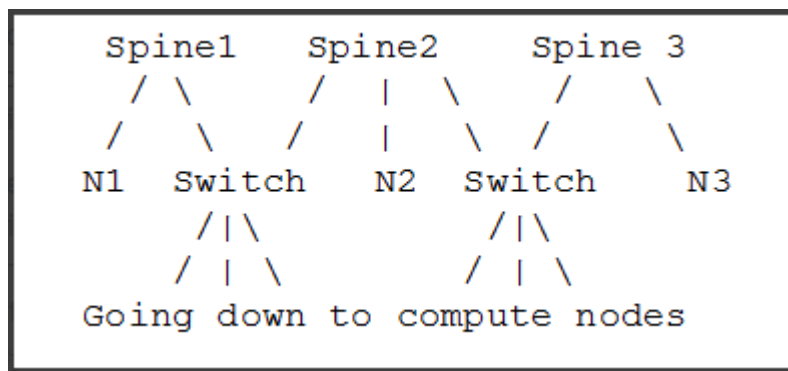 Spine1 Spine2 Spine 3
/ \ / | \ / \
/ \ / | \ / \
N1 Switch N2 Switch N3
/|\ /|\
/ | \ / | \
Going down to compute nodes